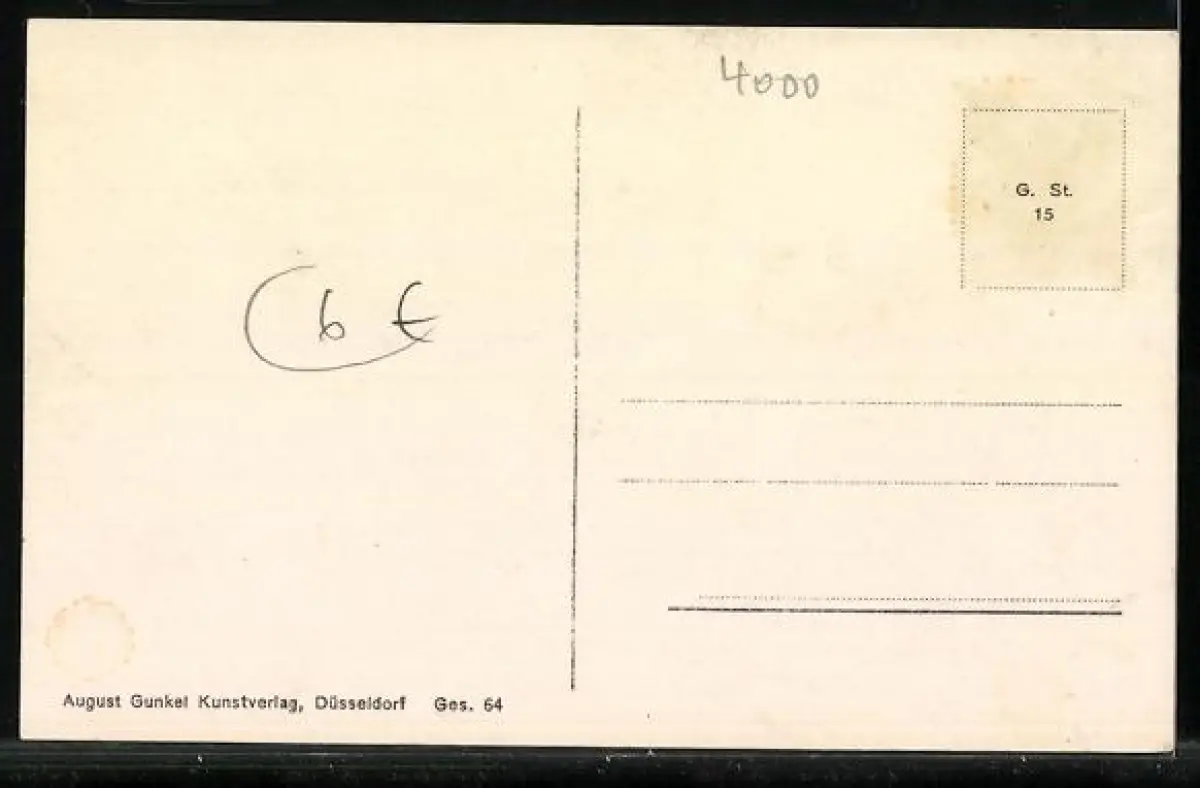 4000
G. St.
15
6 €
August Gunkel Kunstverlag, Düsseldorf Ges. 64